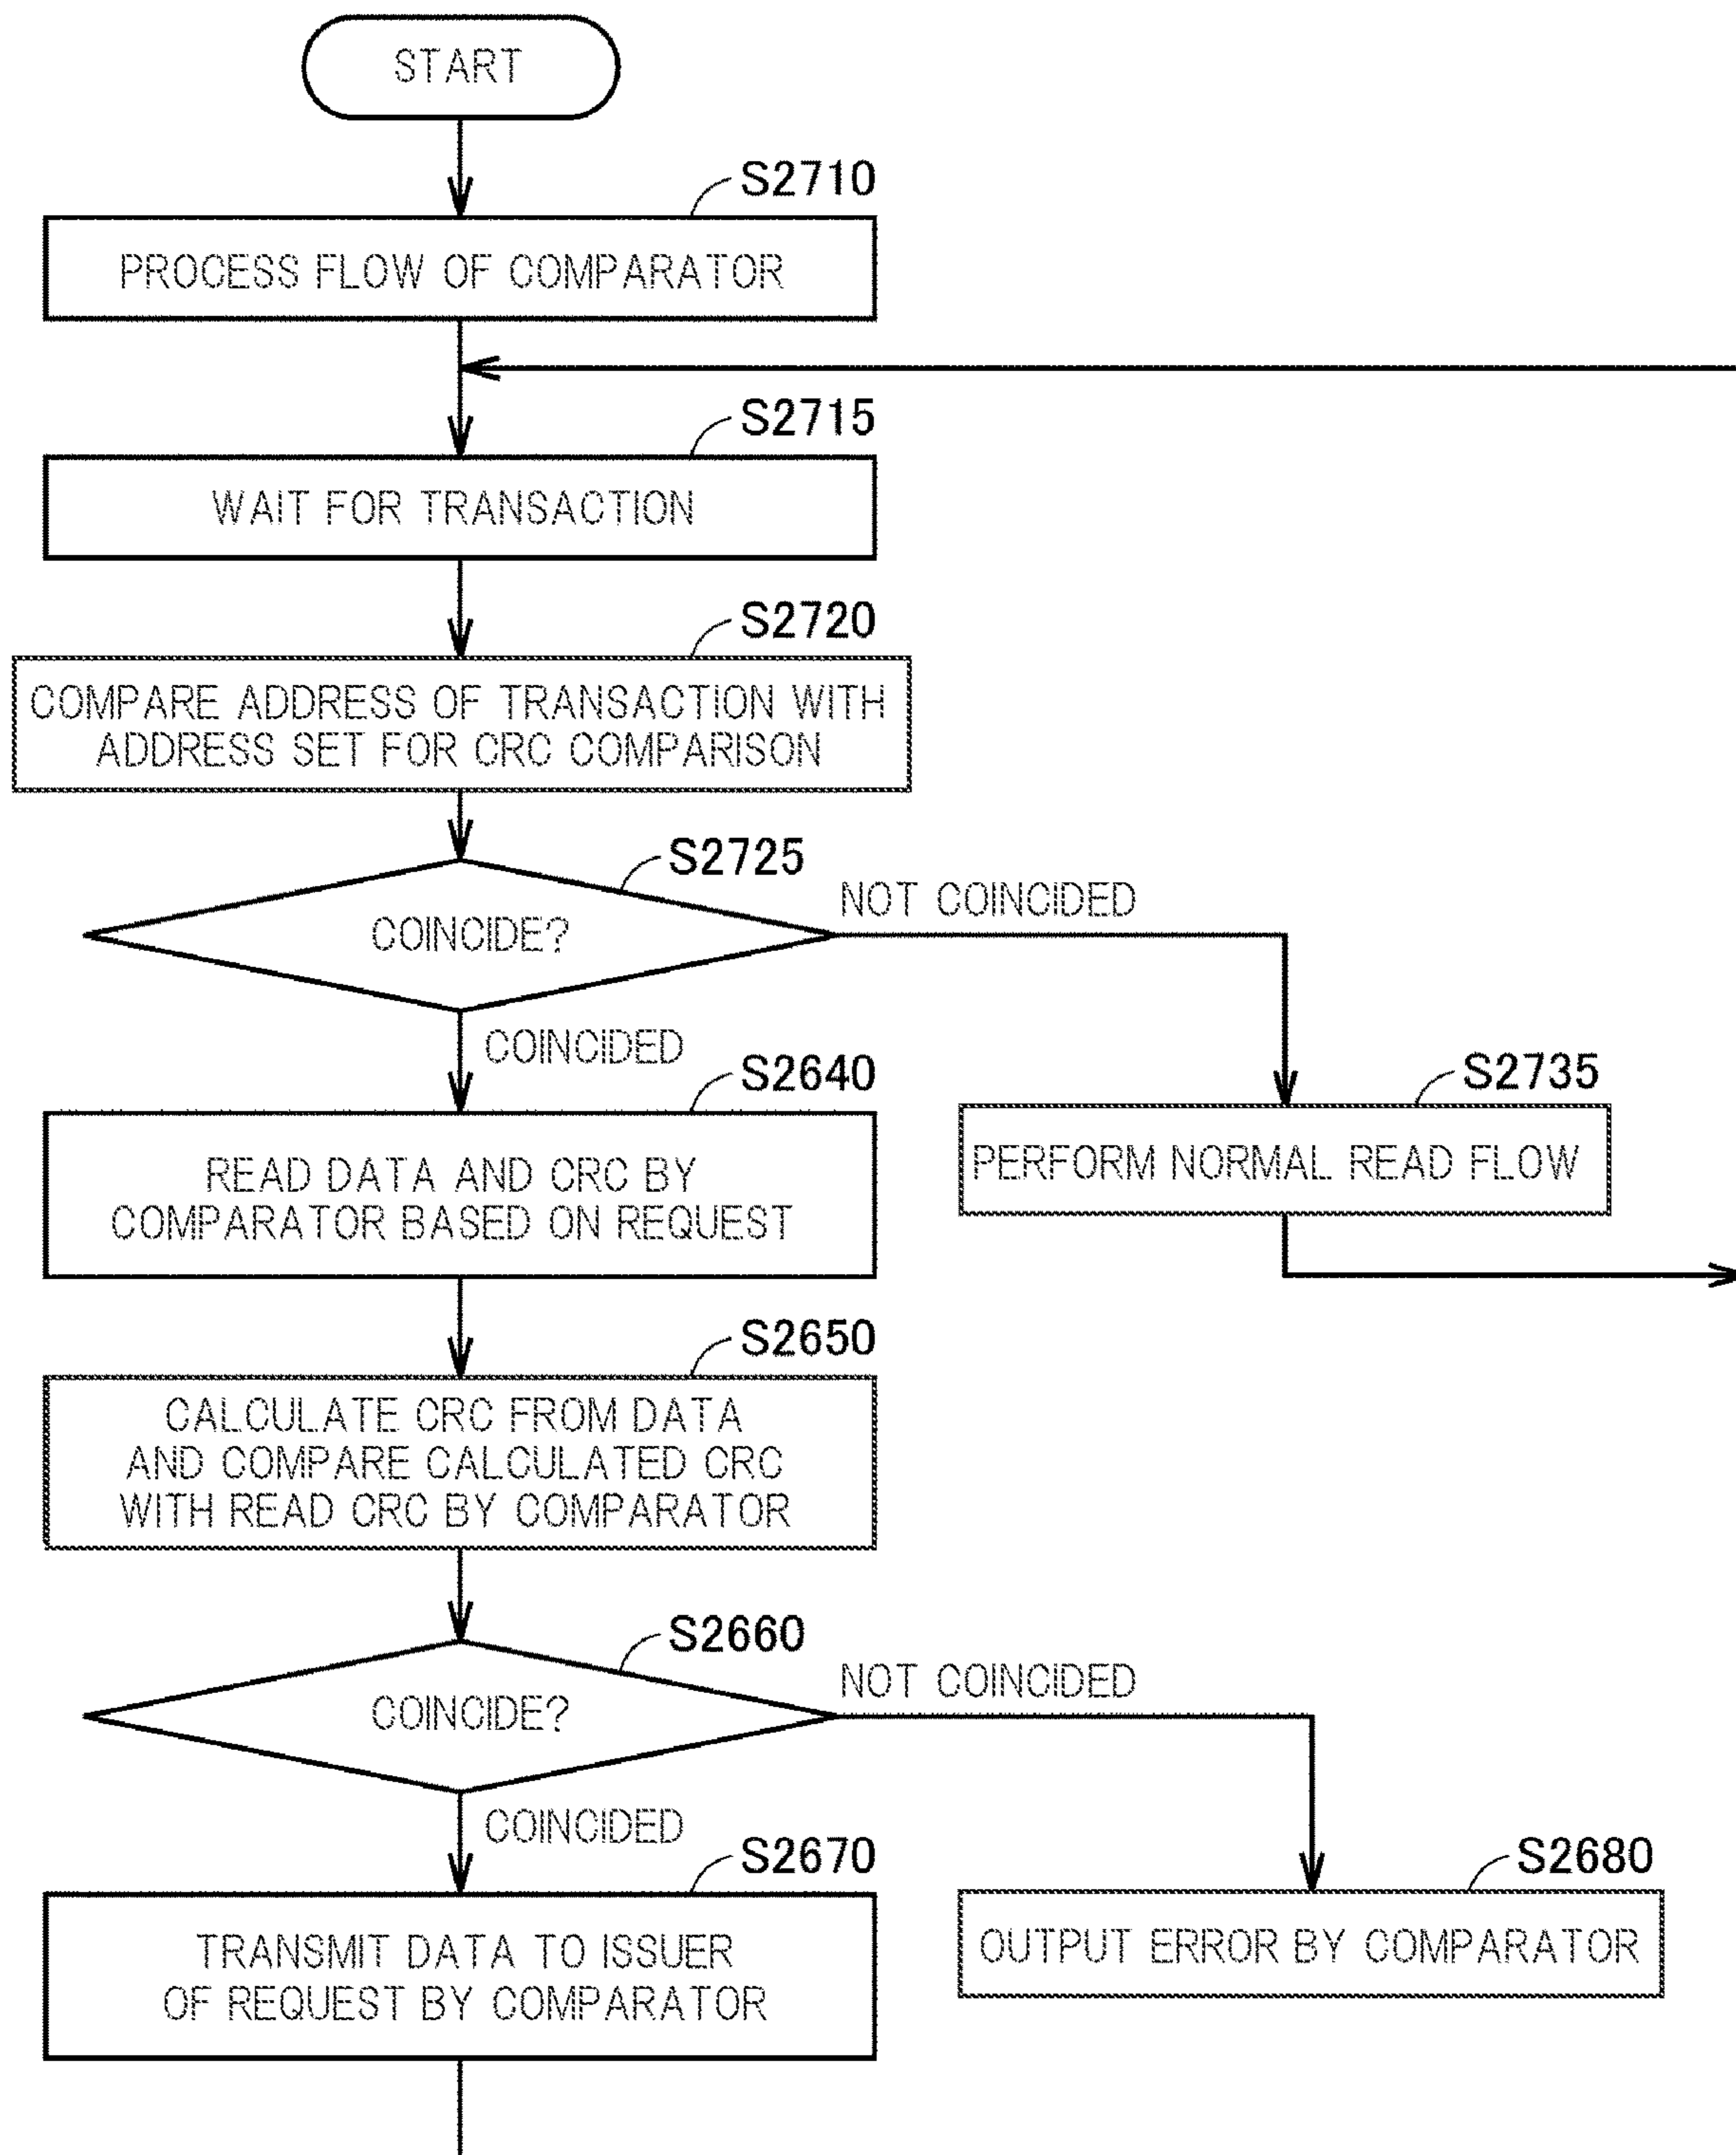 START
S2710
PROCESS FLOW OF COMPARATOR
S2715
WAIT FOR TRANSACTION
S2720
COMPARE ADDRESS OF TRANSACTION WITH
ADDRESS SET FOR CRC COMPARISON
S2725
COINCIDE?
NOT COINCIDED
COINCIDED
S2640
READ DATA AND CRC BY
COMPARATOR BASED ON REQUEST
S2735
PERFORM NORMAL READ FLOW
S2650
CALCULATE CRC FROM DATA
AND COMPARE CALCULATED CRC
WITH READ CRC BY COMPARATOR
S2660
COINCIDE?
NOT COINCIDED
COINCIDED
S2670
TRANSMIT DATA TO ISSUER
OF REQUEST BY COMPARATOR
S2680
OUTPUT ERROR BY COMPARATOR